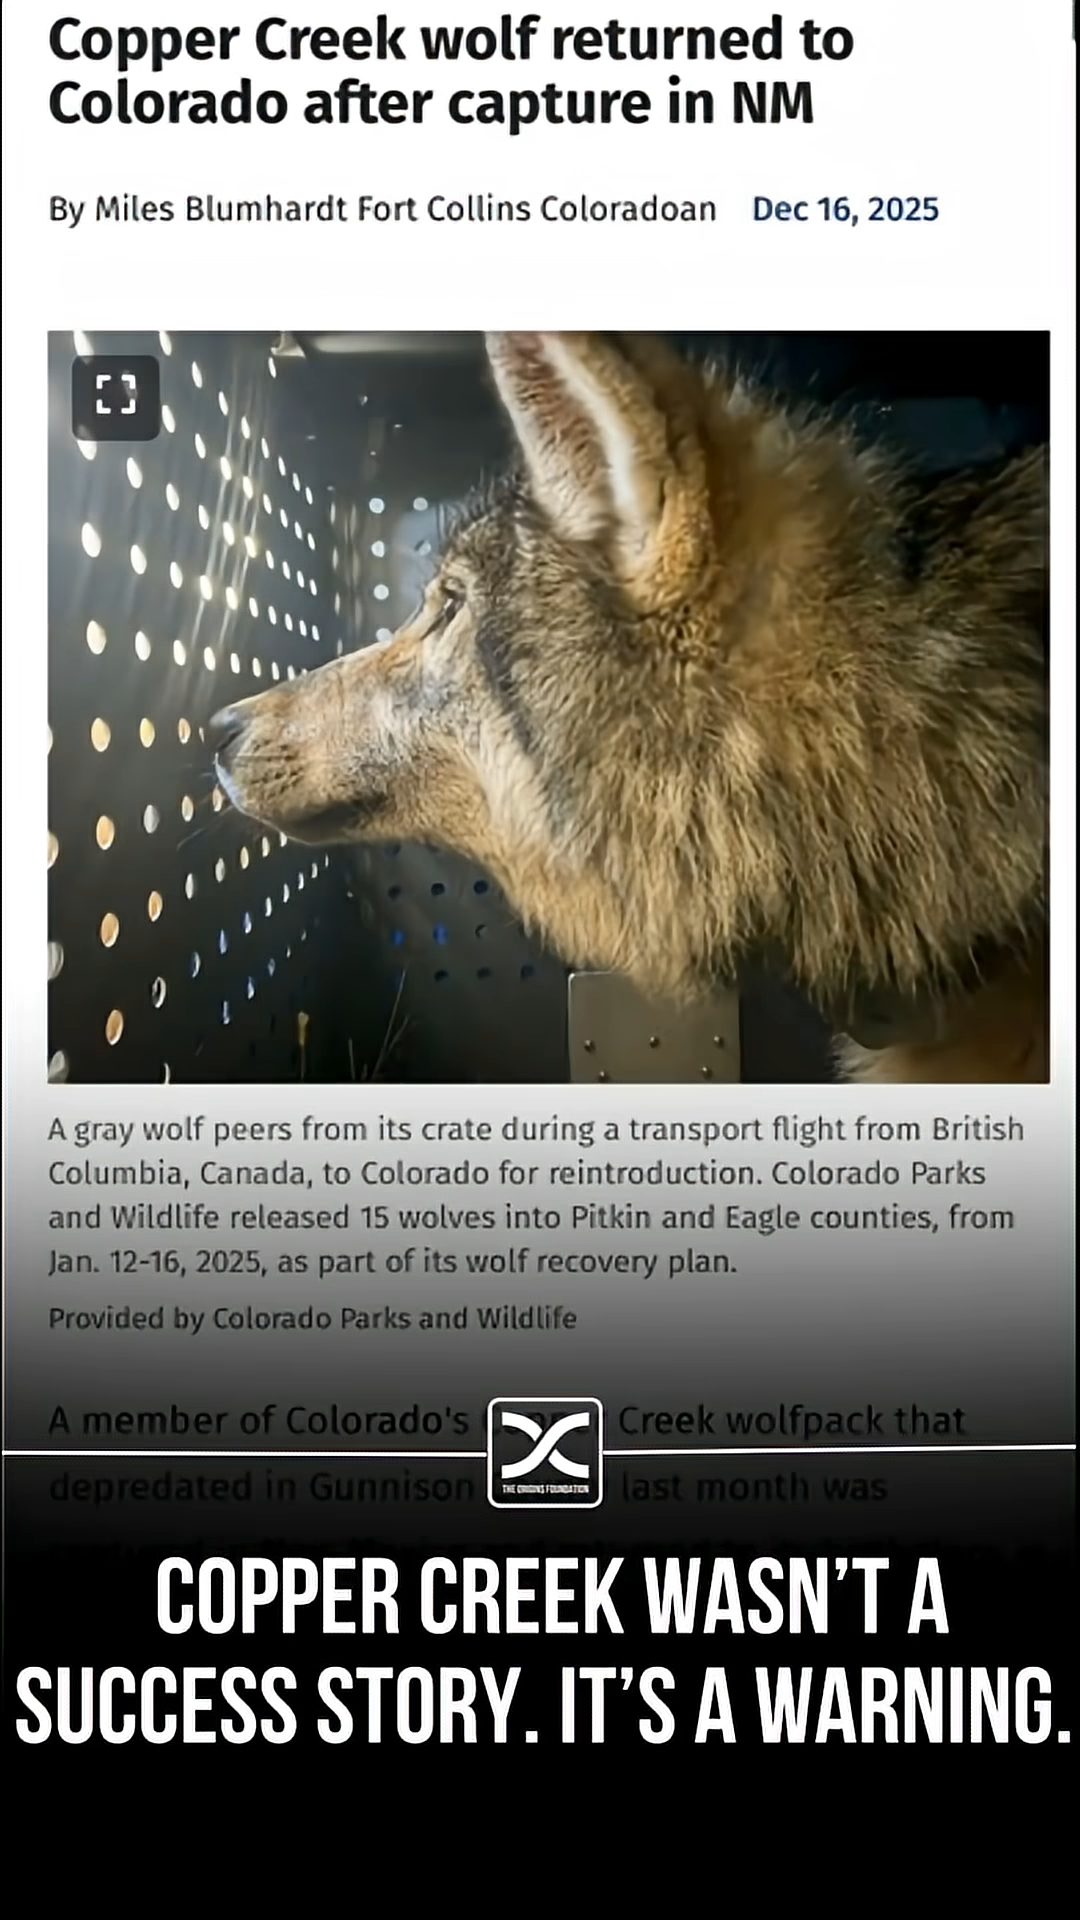 Copper Creek wolf returned to
Colorado after capture in NM
By Miles Blumhardt Fort Collins Coloradoan Dec 16, 2025
A gray wolf peers from its crate during a transport flight from British
Columbia, Canada, to Colorado for reintroduction. Colorado Parks
and Wildlife released 15 wolves into Pitkin and Eagle counties, from
Jan. 12-16, 2025, as part of its wolf recovery plan.
Provided by Colorado Parks and Wildlife
A member of Colorado's Creek wolfpack that
depredated in Gunnison last month was
THE ORIGINS FOUNDATION
COPPER CREEK WASN'T A
SUCCESS STORY. IT'S A WARNING.